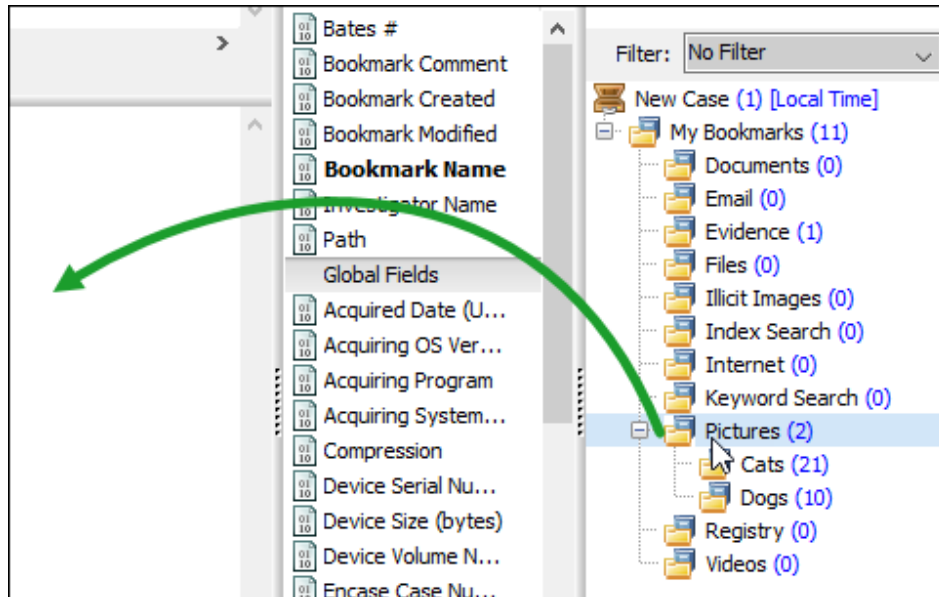 Bates #
Bookmark Comment
Bookmark Created
Bookmark Modified
Bookmark Name
Investigator Name
Path
Global Fields
Acquired Date (U...
Acquiring OS Ver...
Acquiring Program
Acquiring System...
Compression
Device Serial Nu...
Device Size (bytes)
Device Volume N...
Encase Case Nu...
Filter: No Filter
New Case (1) [Local Time]
My Bookmarks (11)
Documents (0)
Email (0)
Evidence (1)
Files (0)
Illicit Images (0)
Index Search (0)
Internet (0)
Keyword Search (0)
Pictures (2)
Cats (21)
Dogs (10)
Registry (0)
Videos (0)